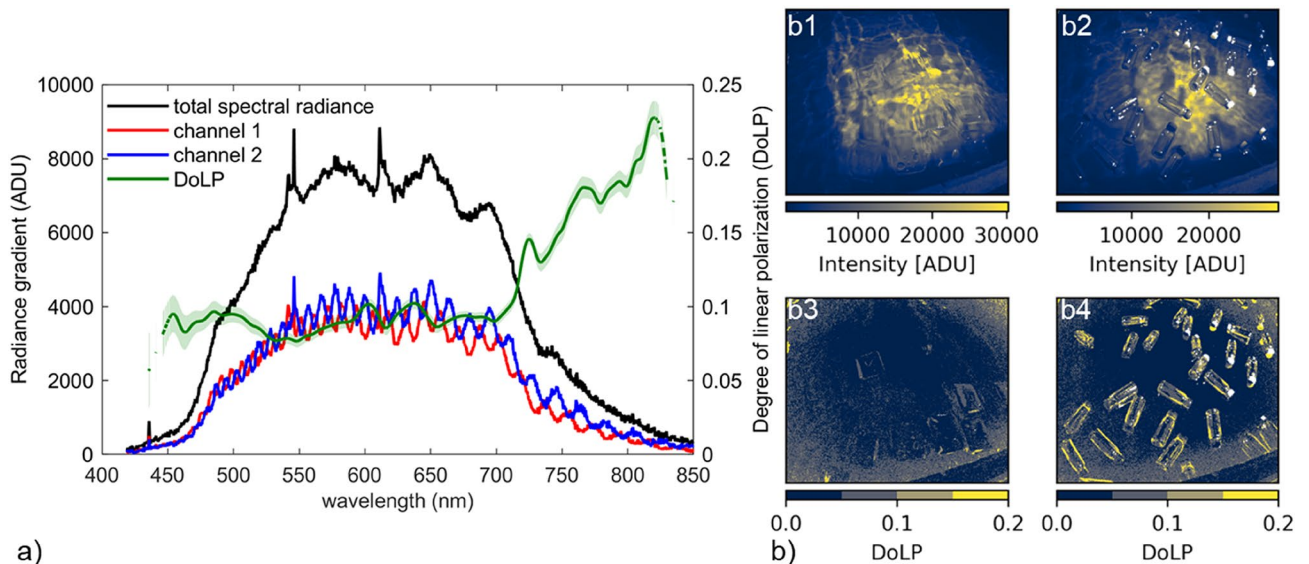 10000
8000
6000
4000
2000
0
Radiance gradient (ADU)
total spectral radiance
channel 1
channel 2
DoLP
0.25
0.2
0.15
0.1
0.05
0
Degree of linear polarization (DoLP)
400 450 500 550 600 650 700 750 800 850
wavelength (nm)
a)
b1
10000 20000 30000
Intensity [ADU]
b2
10000 20000
Intensity [ADU]
b3
0.0 0.1 0.2
DoLP
b4
0.0 0.1 0.2
DoLP
b)